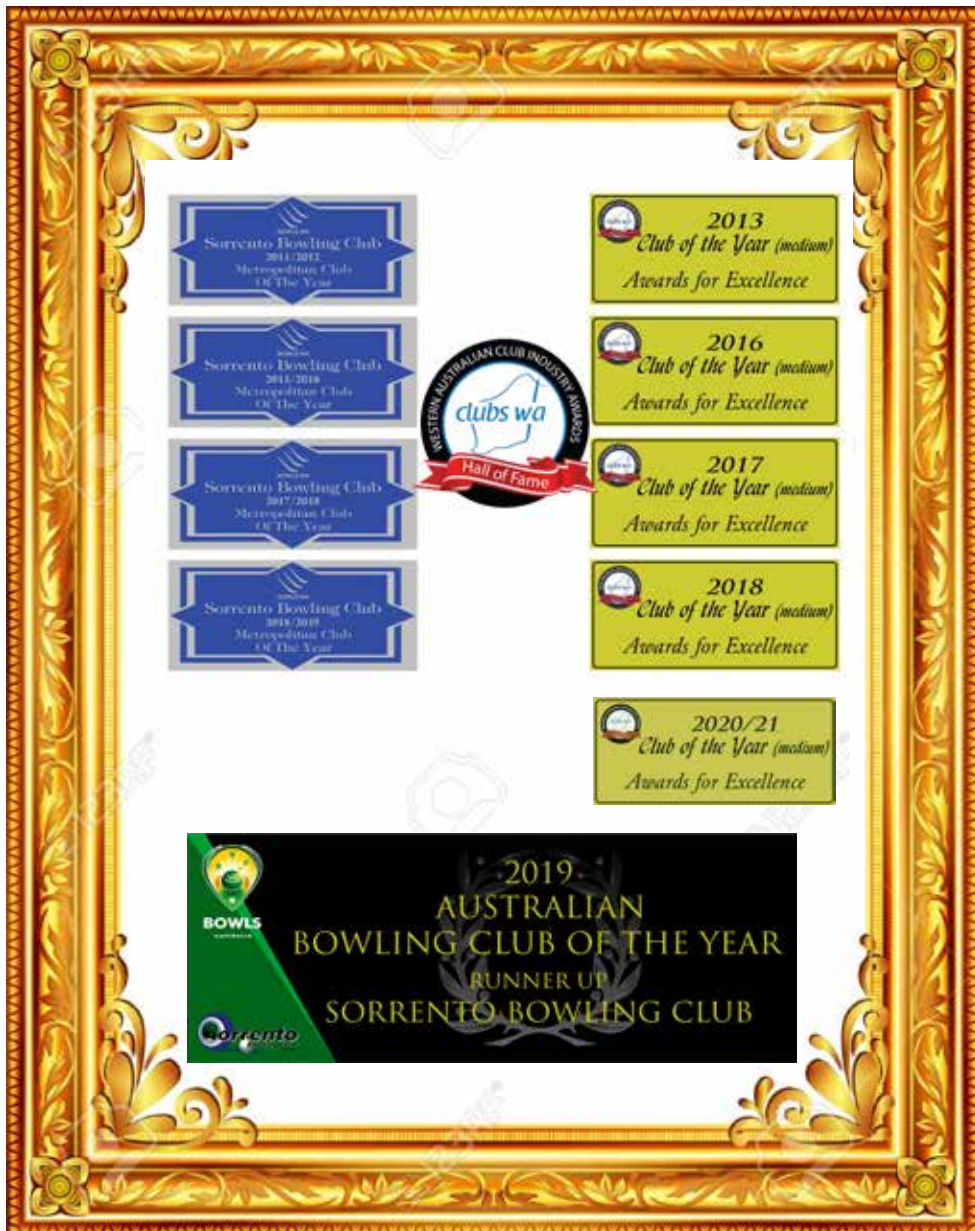 Sorrento Bowling Club
2011/2012
Metropolitan Club
Of The Year
Sorrento Bowling Club
2015/2016
Metropolitan Club
Of The Year
Sorrento Bowling Club
2017/2018
Metropolitan Club
Of The Year
Sorrento Bowling Club
2018/2019
Metropolitan Club
Of The Year
WESTERN AUSTRALIAN CLUB INDUSTRY AWARDS
clubs wa
Hall of Fame
2013
Club of the Year (medium)
Awards for Excellence
2016
Club of the Year (medium)
Awards for Excellence
2017
Club of the Year (medium)
Awards for Excellence
2018
Club of the Year (medium)
Awards for Excellence
2020/21
Club of the Year (medium)
Awards for Excellence
BOWLS
Sorrento
2019
AUSTRALIAN
BOWLING CLUB OF THE YEAR
RUNNER UP
SORRENTO BOWLING CLUB